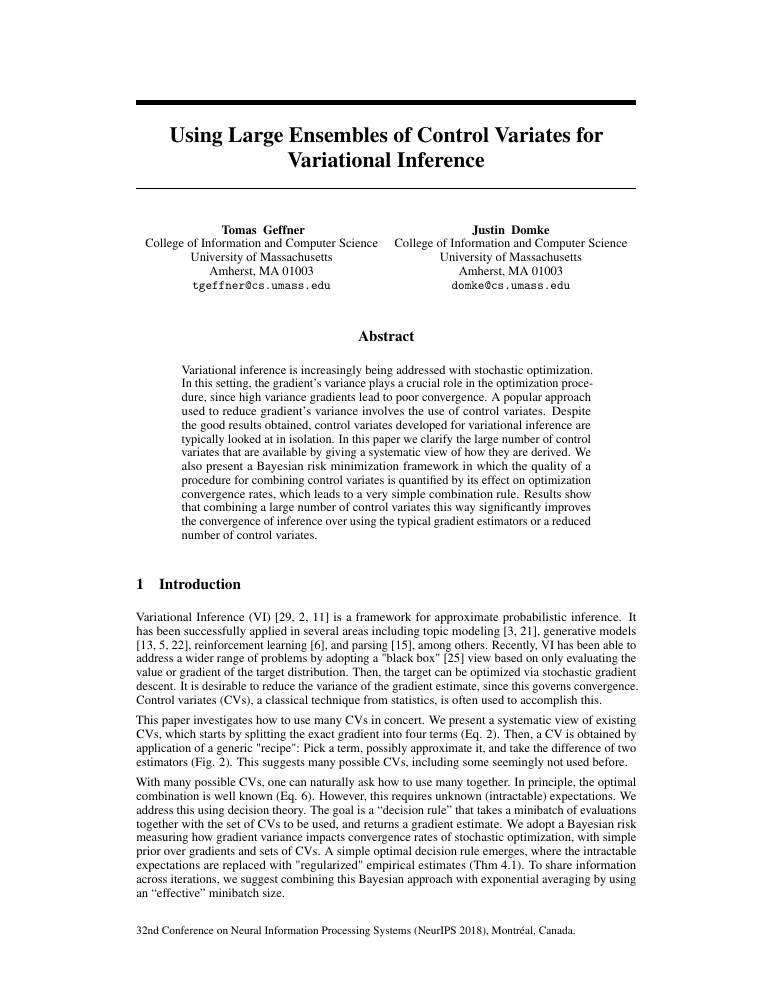 Using Large Ensembles of Control Variates for
Variational Inference
Tomas Geffner
College of Information and Computer Science
University of Massachusetts
Amherst, MA 01003
tgeffner@cs.umass.edu
Justin Domke
College of Information and Computer Science
University of Massachusetts
Amherst, MA 01003
domke@cs.umass.edu
Abstract
Variational inference is increasingly being addressed with stochastic optimization.
In this setting, the gradient's variance plays a crucial role in the optimization proce-
dure, since high variance gradients lead to poor convergence. A popular approach
used to reduce gradient's variance involves the use of control variates. Despite
the good results obtained, control variates developed for variational inference are
typically looked at in isolation. In this paper we clarify the large number of control
variates that are available by giving a systematic view of how they are derived. We
also present a Bayesian risk minimization framework in which the quality of a
procedure for combining control variates is quantified by its effect on optimization
convergence rates, which leads to a very simple combination rule. Results show
that combining a large number of control variates this way significantly improves
the convergence of inference over using the typical gradient estimators or a reduced
number of control variates.
1 Introduction
Variational Inference (VI) [29, 2, 11] is a framework for approximate probabilistic inference. It
has been successfully applied in several areas including topic modeling [3, 21], generative models
[13, 5, 22], reinforcement learning [6], and parsing [15], among others. Recently, VI has been able to
address a wider range of problems by adopting a "black box" [25] view based on only evaluating the
value or gradient of the target distribution. Then, the target can be optimized via stochastic gradient
descent. It is desirable to reduce the variance of the gradient estimate, since this governs convergence.
Control variates (CVs), a classical technique from statistics, is often used to accomplish this.
This paper investigates how to use many CVs in concert. We present a systematic view of existing
CVs, which starts by splitting the exact gradient into four terms (Eq. 2). Then, a CV is obtained by
application of a generic "recipe": Pick a term, possibly approximate it, and take the difference of two
estimators (Fig. 2). This suggests many possible CVs, including some seemingly not used before.
With many possible CVs, one can naturally ask how to use many together. In principle, the optimal
combination is well known (Eq. 6). However, this requires unknown (intractable) expectations. We
address this using decision theory. The goal is a “decision rule” that takes a minibatch of evaluations
together with the set of CVs to be used, and returns a gradient estimate. We adopt a Bayesian risk
measuring how gradient variance impacts convergence rates of stochastic optimization, with simple
prior over gradients and sets of CVs. A simple optimal decision rule emerges, where the intractable
expectations are replaced with "regularized" empirical estimates (Thm 4.1). To share information
across iterations, we suggest combining this Bayesian approach with exponential averaging by using
an “effective” minibatch size.
32nd Conference on Neural Information Processing Systems (NeurIPS 2018), Montréal, Canada.